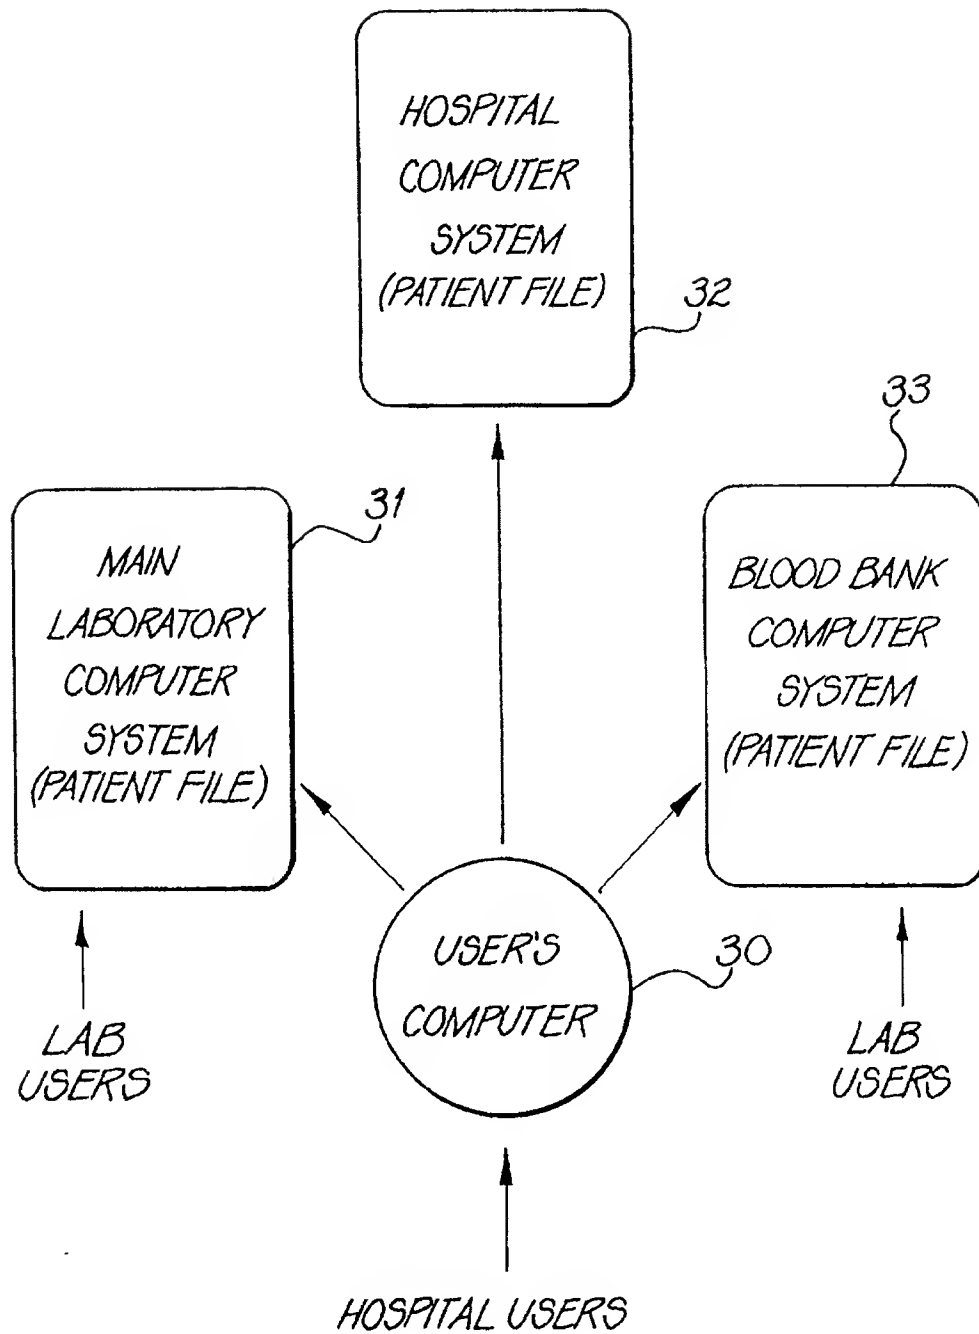 HOSPITAL
COMPUTER
SYSTEM
(PATIENT FILE)
32
33
31
MAIN
LABORATORY
COMPUTER
SYSTEM
(PATIENT FILE)
BLOOD BANK
COMPUTER
SYSTEM
(PATIENT FILE)
USER'S
COMPUTER
30
LAB
USERS
LAB
USERS
HOSPITAL USERS